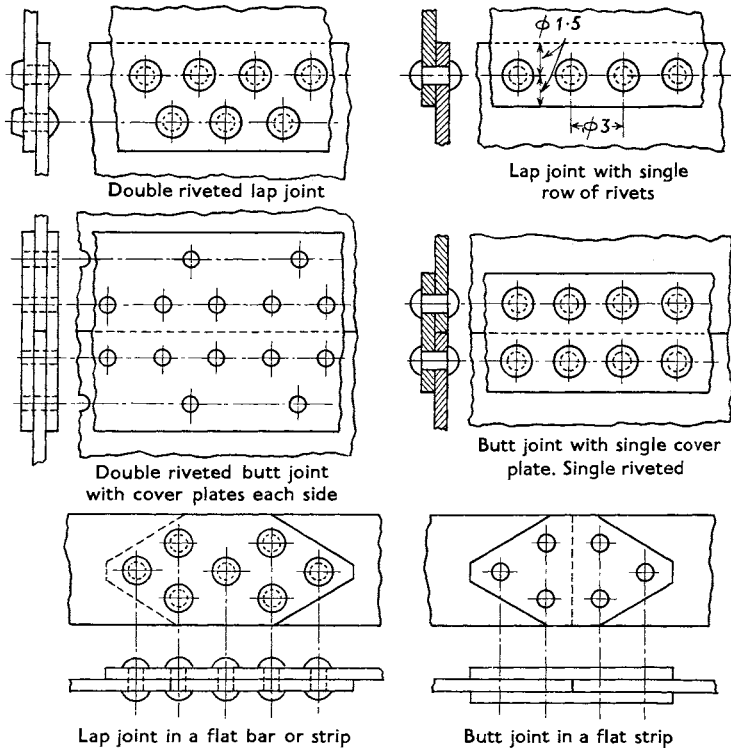 ϕ 1·5
ϕ3
Double riveted lap joint
Lap joint with single
row of rivets
Double riveted butt joint
with cover plates each side
Butt joint with single cover
plate. Single riveted
Lap joint in a flat bar or strip
Butt joint in a flat strip